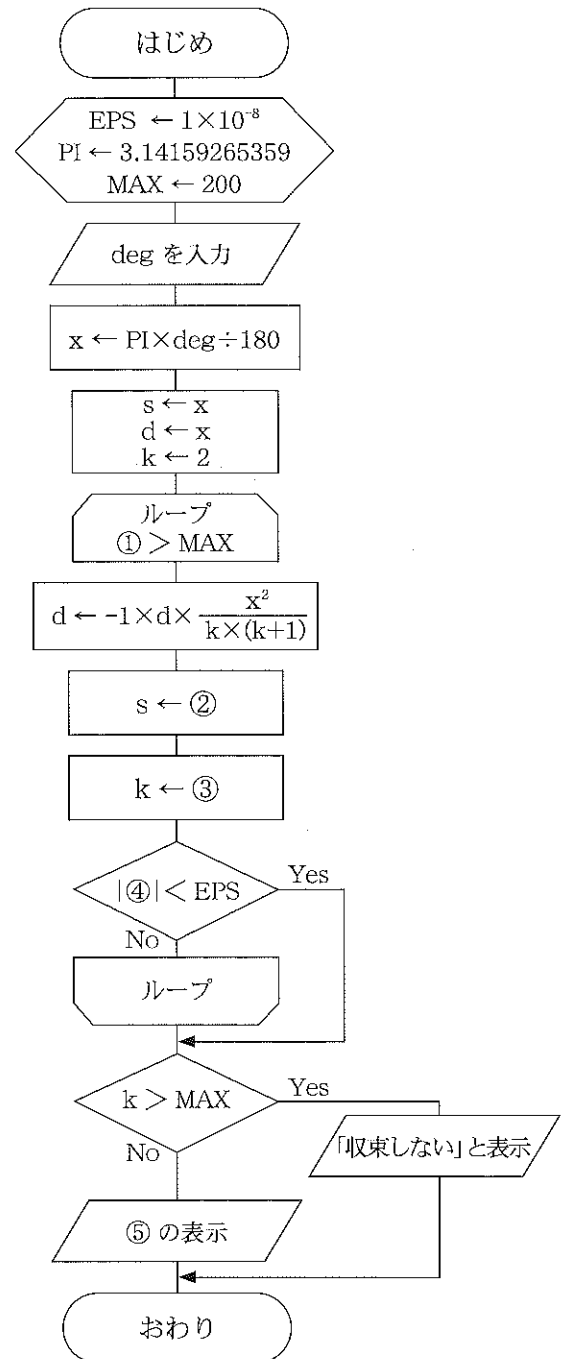 はじめ
EPS ← 1×10⁻⁸
PI ← 3.14159265359
MAX ← 200
deg を入力
x ← PI×deg÷180
s ← x
d ← x
k ← 2
ループ
① > MAX
d ← -1×d× x² / k×(k+1)
s ← ②
k ← ③
|④| < EPS
Yes
No
ループ
k > MAX
Yes
No
「収束しない」と表示
⑤ の表示
おわり